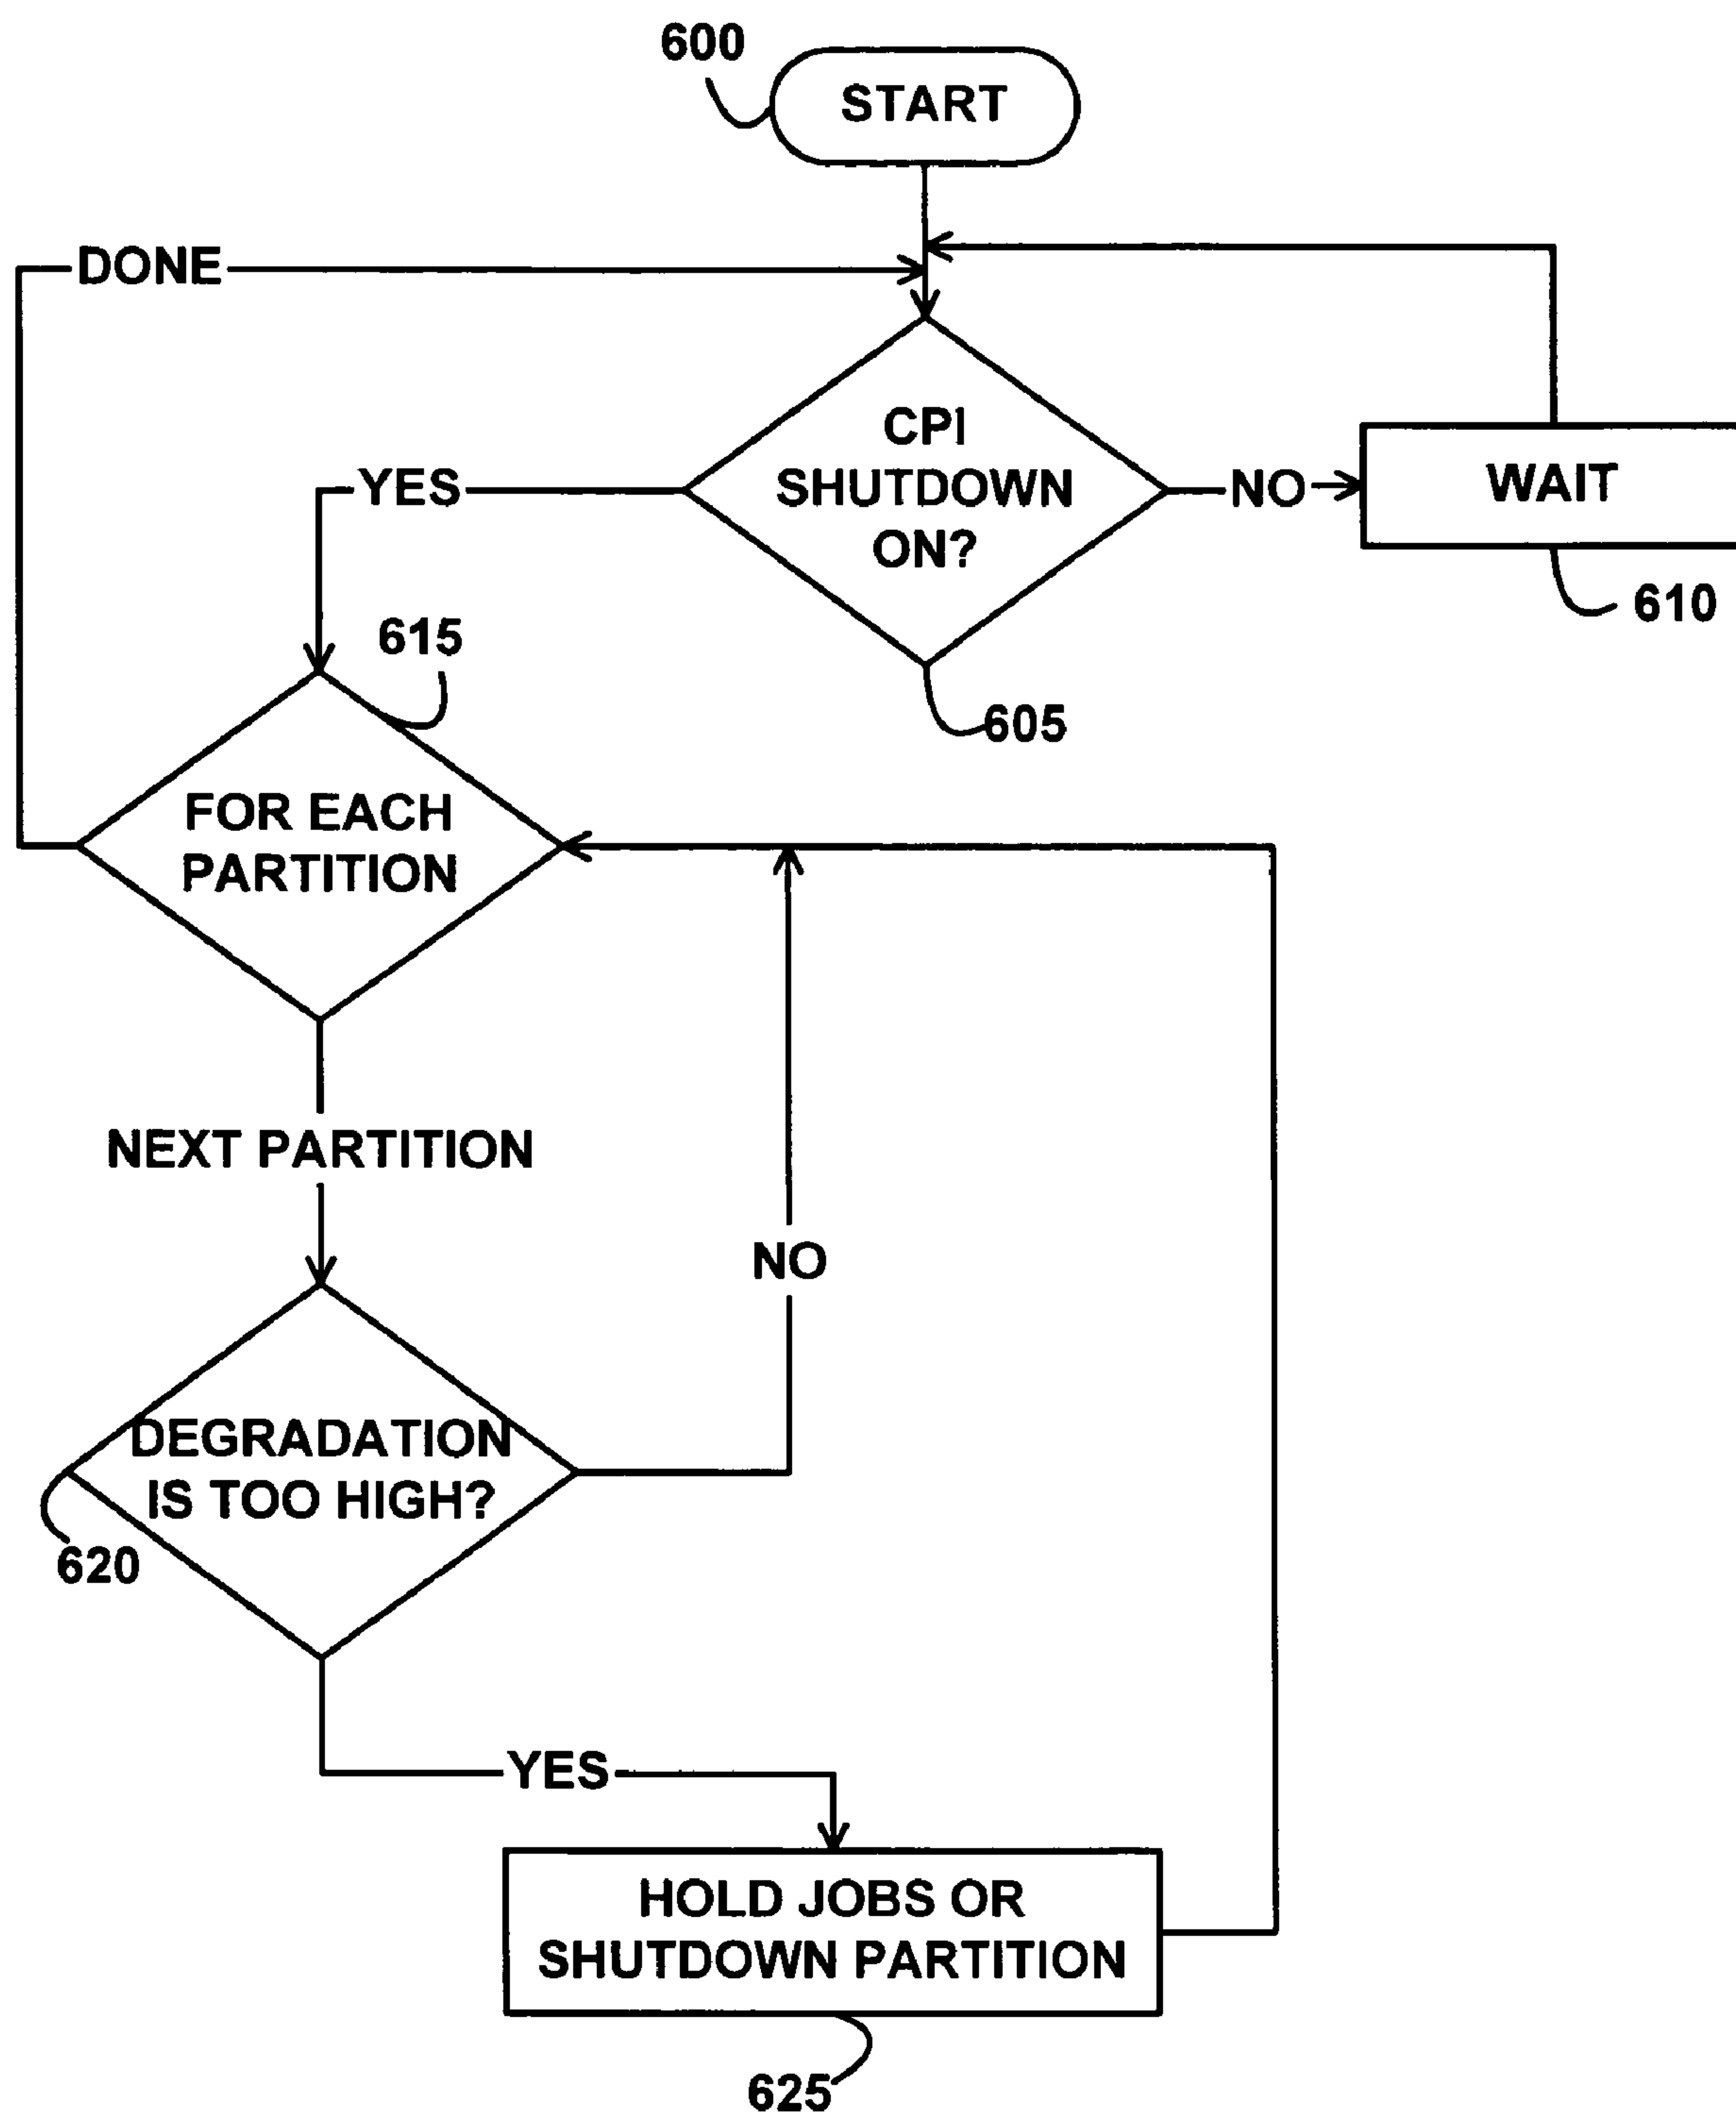 600
START
DONE
CPI
SHUTDOWN
ON?
YES
NO
WAIT
610
615
605
FOR EACH
PARTITION
NEXT PARTITION
NO
DEGRADATION
IS TOO HIGH?
620
YES
HOLD JOBS OR
SHUTDOWN PARTITION
625